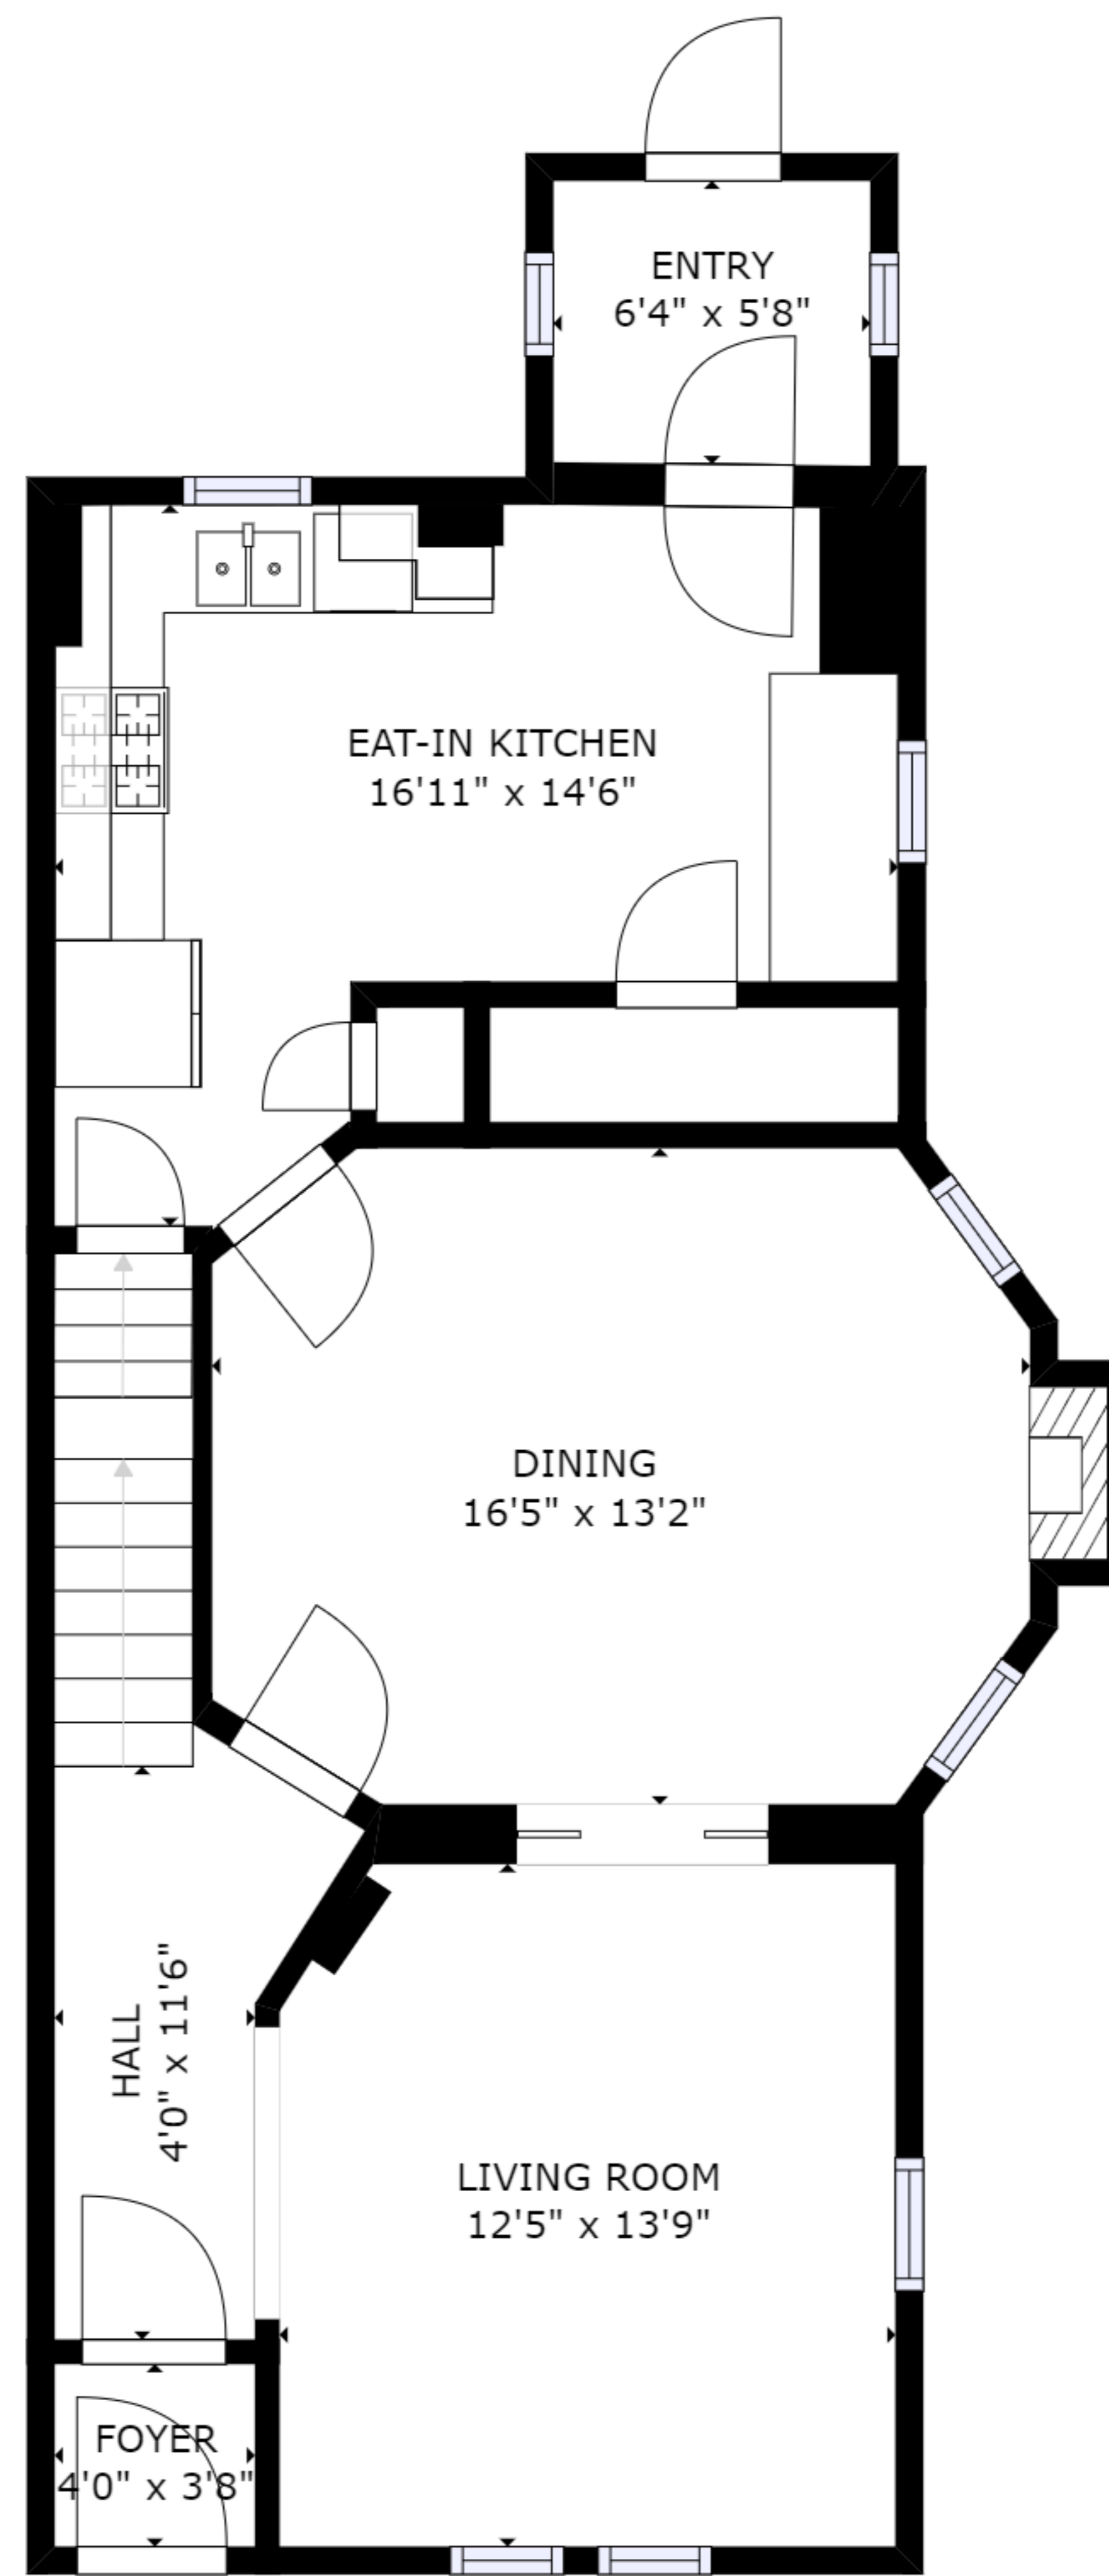 ENTRY
6'4" x 5'8"
EAT-IN KITCHEN
16'11" x 14'6"
DINING
16'5" x 13'2"
HALL
4'0" x 11'6"
LIVING ROOM
12'5" x 13'9"
FOYER
4'0" x 3'8"